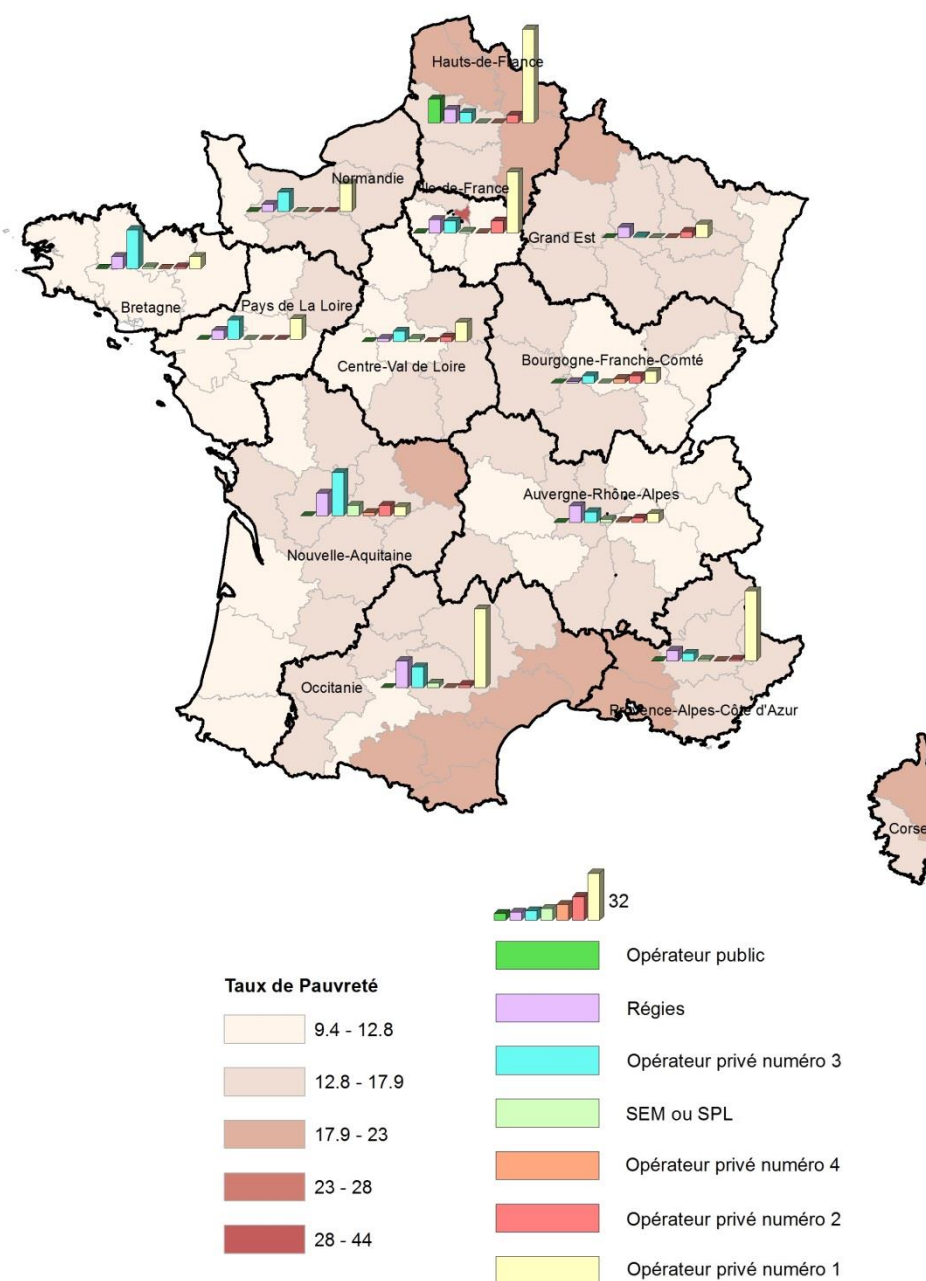 Hauts-de-France
Normandie
Île-de-France
Grand Est
Bretagne
Pays de La Loire
Centre-Val de Loire
Bourgogne-Franche-Comté
Auvergne-Rhône-Alpes
Nouvelle-Aquitaine
Occitanie
Provence-Alpes-Côte d'Azur
Corse
32
Taux de Pauvreté
9.4 - 12.8
12.8 - 17.9
17.9 - 23
23 - 28
28 - 44
Opérateur public
Régies
Opérateur privé numéro 3
SEM ou SPL
Opérateur privé numéro 4
Opérateur privé numéro 2
Opérateur privé numéro 1